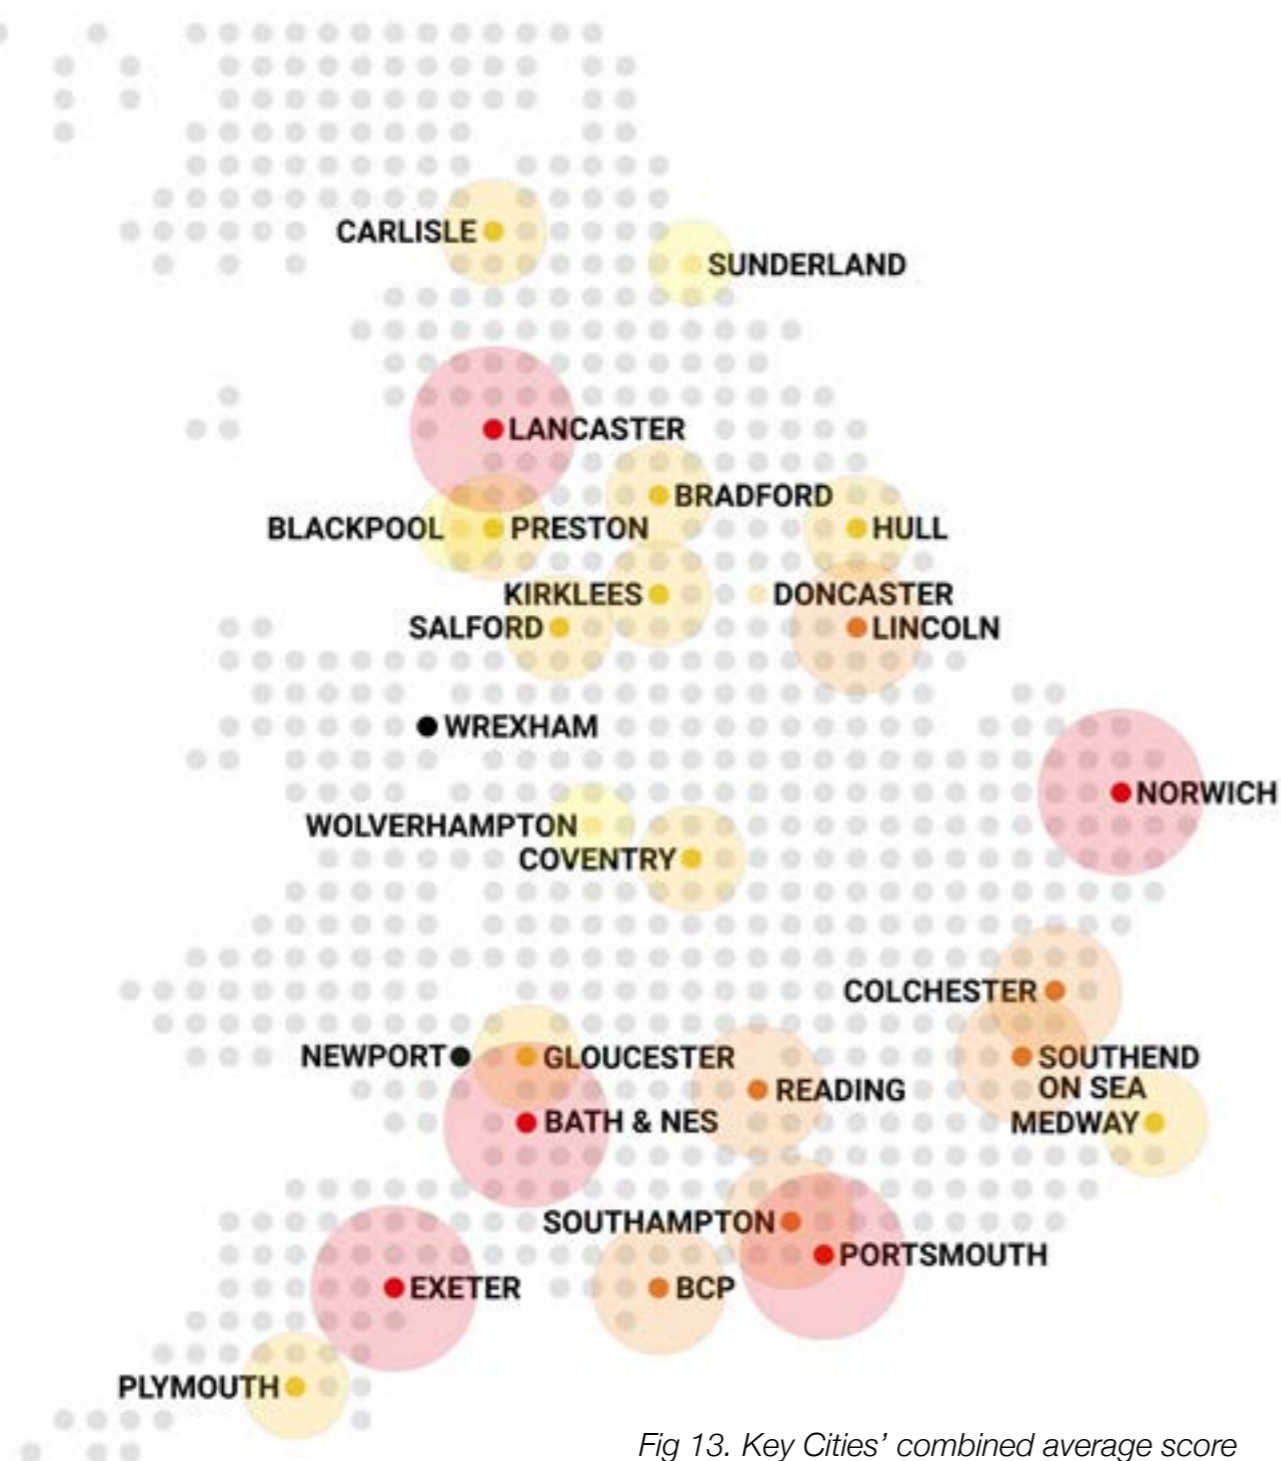 CARLISLE
SUNDERLAND
LANCASTER
BRADFORD
BLACKPOOL
PRESTON
HULL
KIRKLEES
DONCASTER
SALFORD
LINCOLN
WREXHAM
NORWICH
WOLVERHAMPTON
COVENTRY
COLCHESTER
NEWPORT
GLOUCESTER
SOUTHEND
ON SEA
READING
BATH & NES
MEDWAY
SOUTHAMPTON
PORTSMOUTH
EXETER
BCP
PLYMOUTH
Fig 13. Key Cities’ combined average score